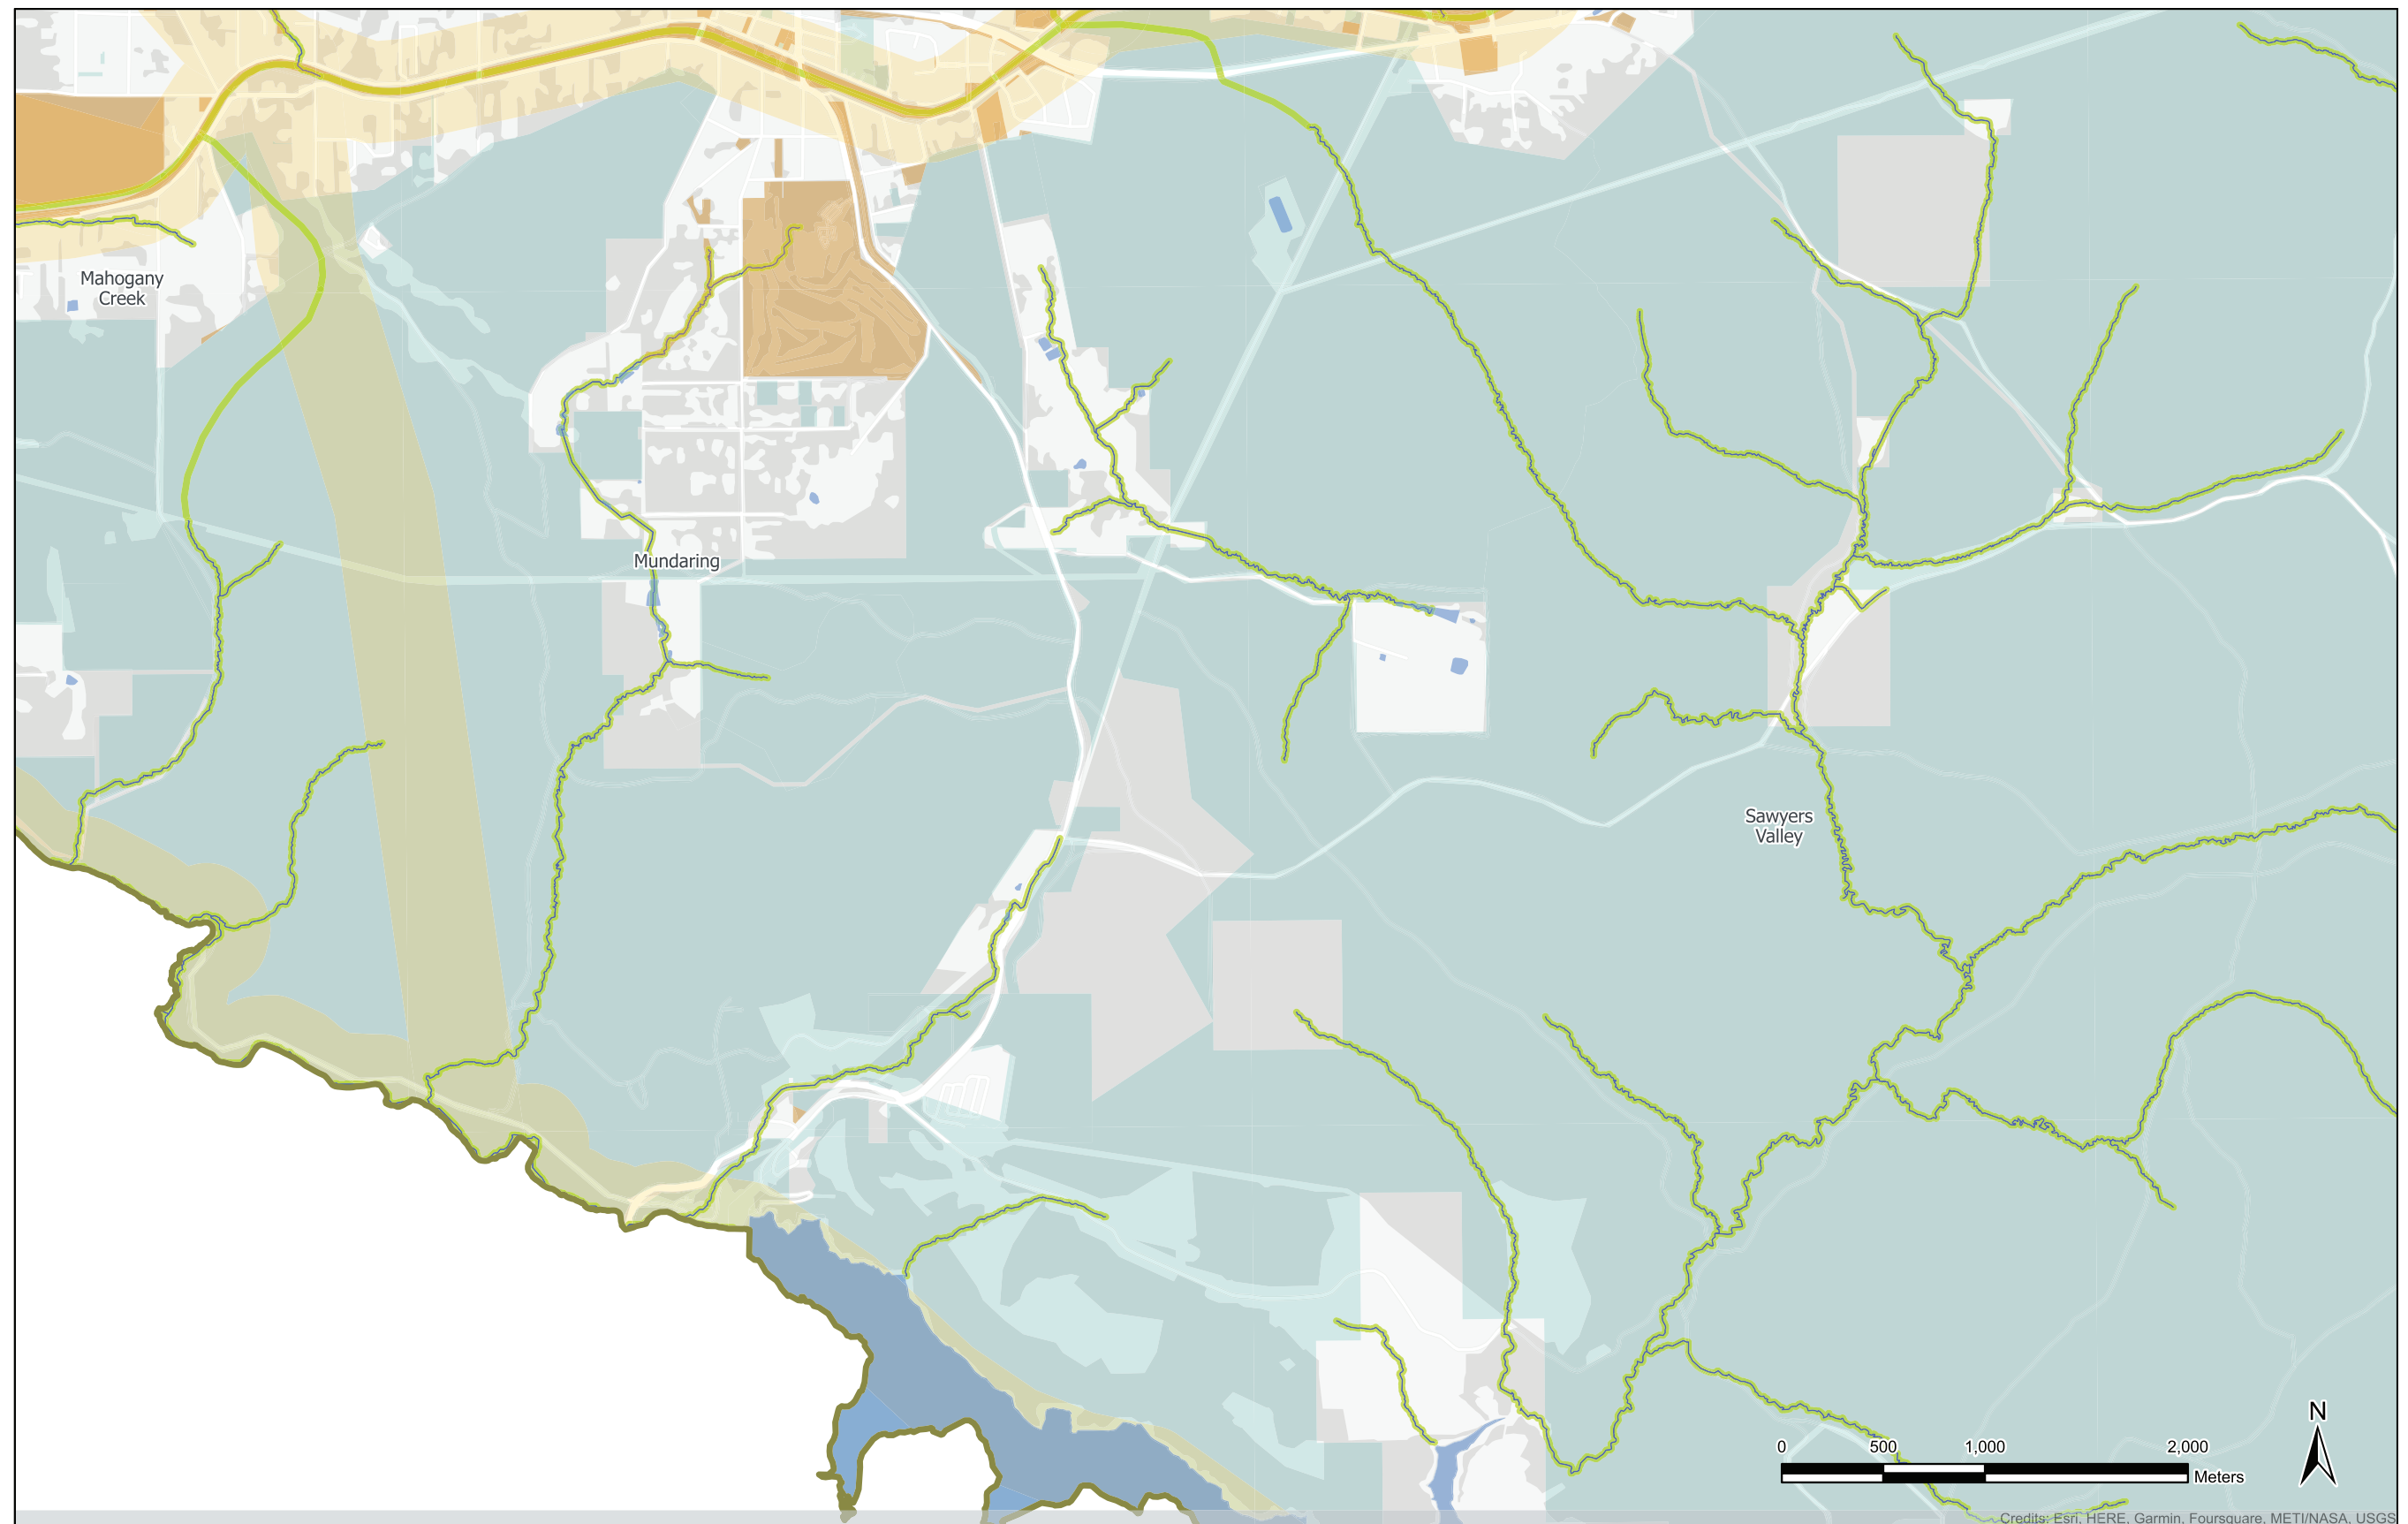 Mahogany
Creek
Mundaring
Sawyers
Valley
N
0 500 1,000 2,000
Meters
Credits: Esri, HERE, Garmin, Foursquare, METI/NASA, USGS